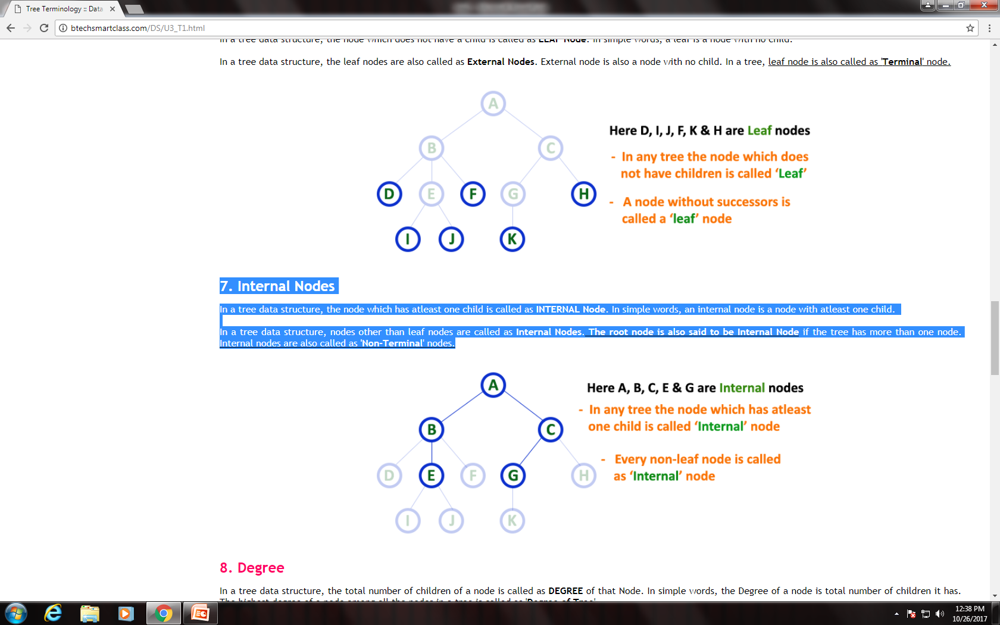 Tree Terminology :: Data
btechsmartclass.com/DS/U3_T1.html
In a tree data structure, the node which does not have a child is called as LEAF Node. In simple words, a leaf is a node with no child.
In a tree data structure, the leaf nodes are also called as External Nodes. External node is also a node with no child. In a tree, leaf node is also called as 'Terminal' node.
A
B C
D E F G H
I J K
Here D, I, J, F, K & H are Leaf nodes
- In any tree the node which does
not have children is called ‘Leaf’
- A node without successors is
called a ‘leaf’ node
7. Internal Nodes
In a tree data structure, the node which has atleast one child is called as INTERNAL Node. In simple words, an internal node is a node with atleast one child.
In a tree data structure, nodes other than leaf nodes are called as Internal Nodes. The root node is also said to be Internal Node if the tree has more than one node.
Internal nodes are also called as 'Non-Terminal' nodes.
A
B C
D E F G H
I J K
Here A, B, C, E & G are Internal nodes
- In any tree the node which has atleast
one child is called ‘Internal’ node
- Every non-leaf node is called
as ‘Internal’ node
8. Degree
In a tree data structure, the total number of children of a node is called as DEGREE of that Node. In simple words, the Degree of a node is total number of children it has.
The highest degree of a node among all the nodes in a tree is called as 'Degree of Tree'
12:38 PM
10/26/2017